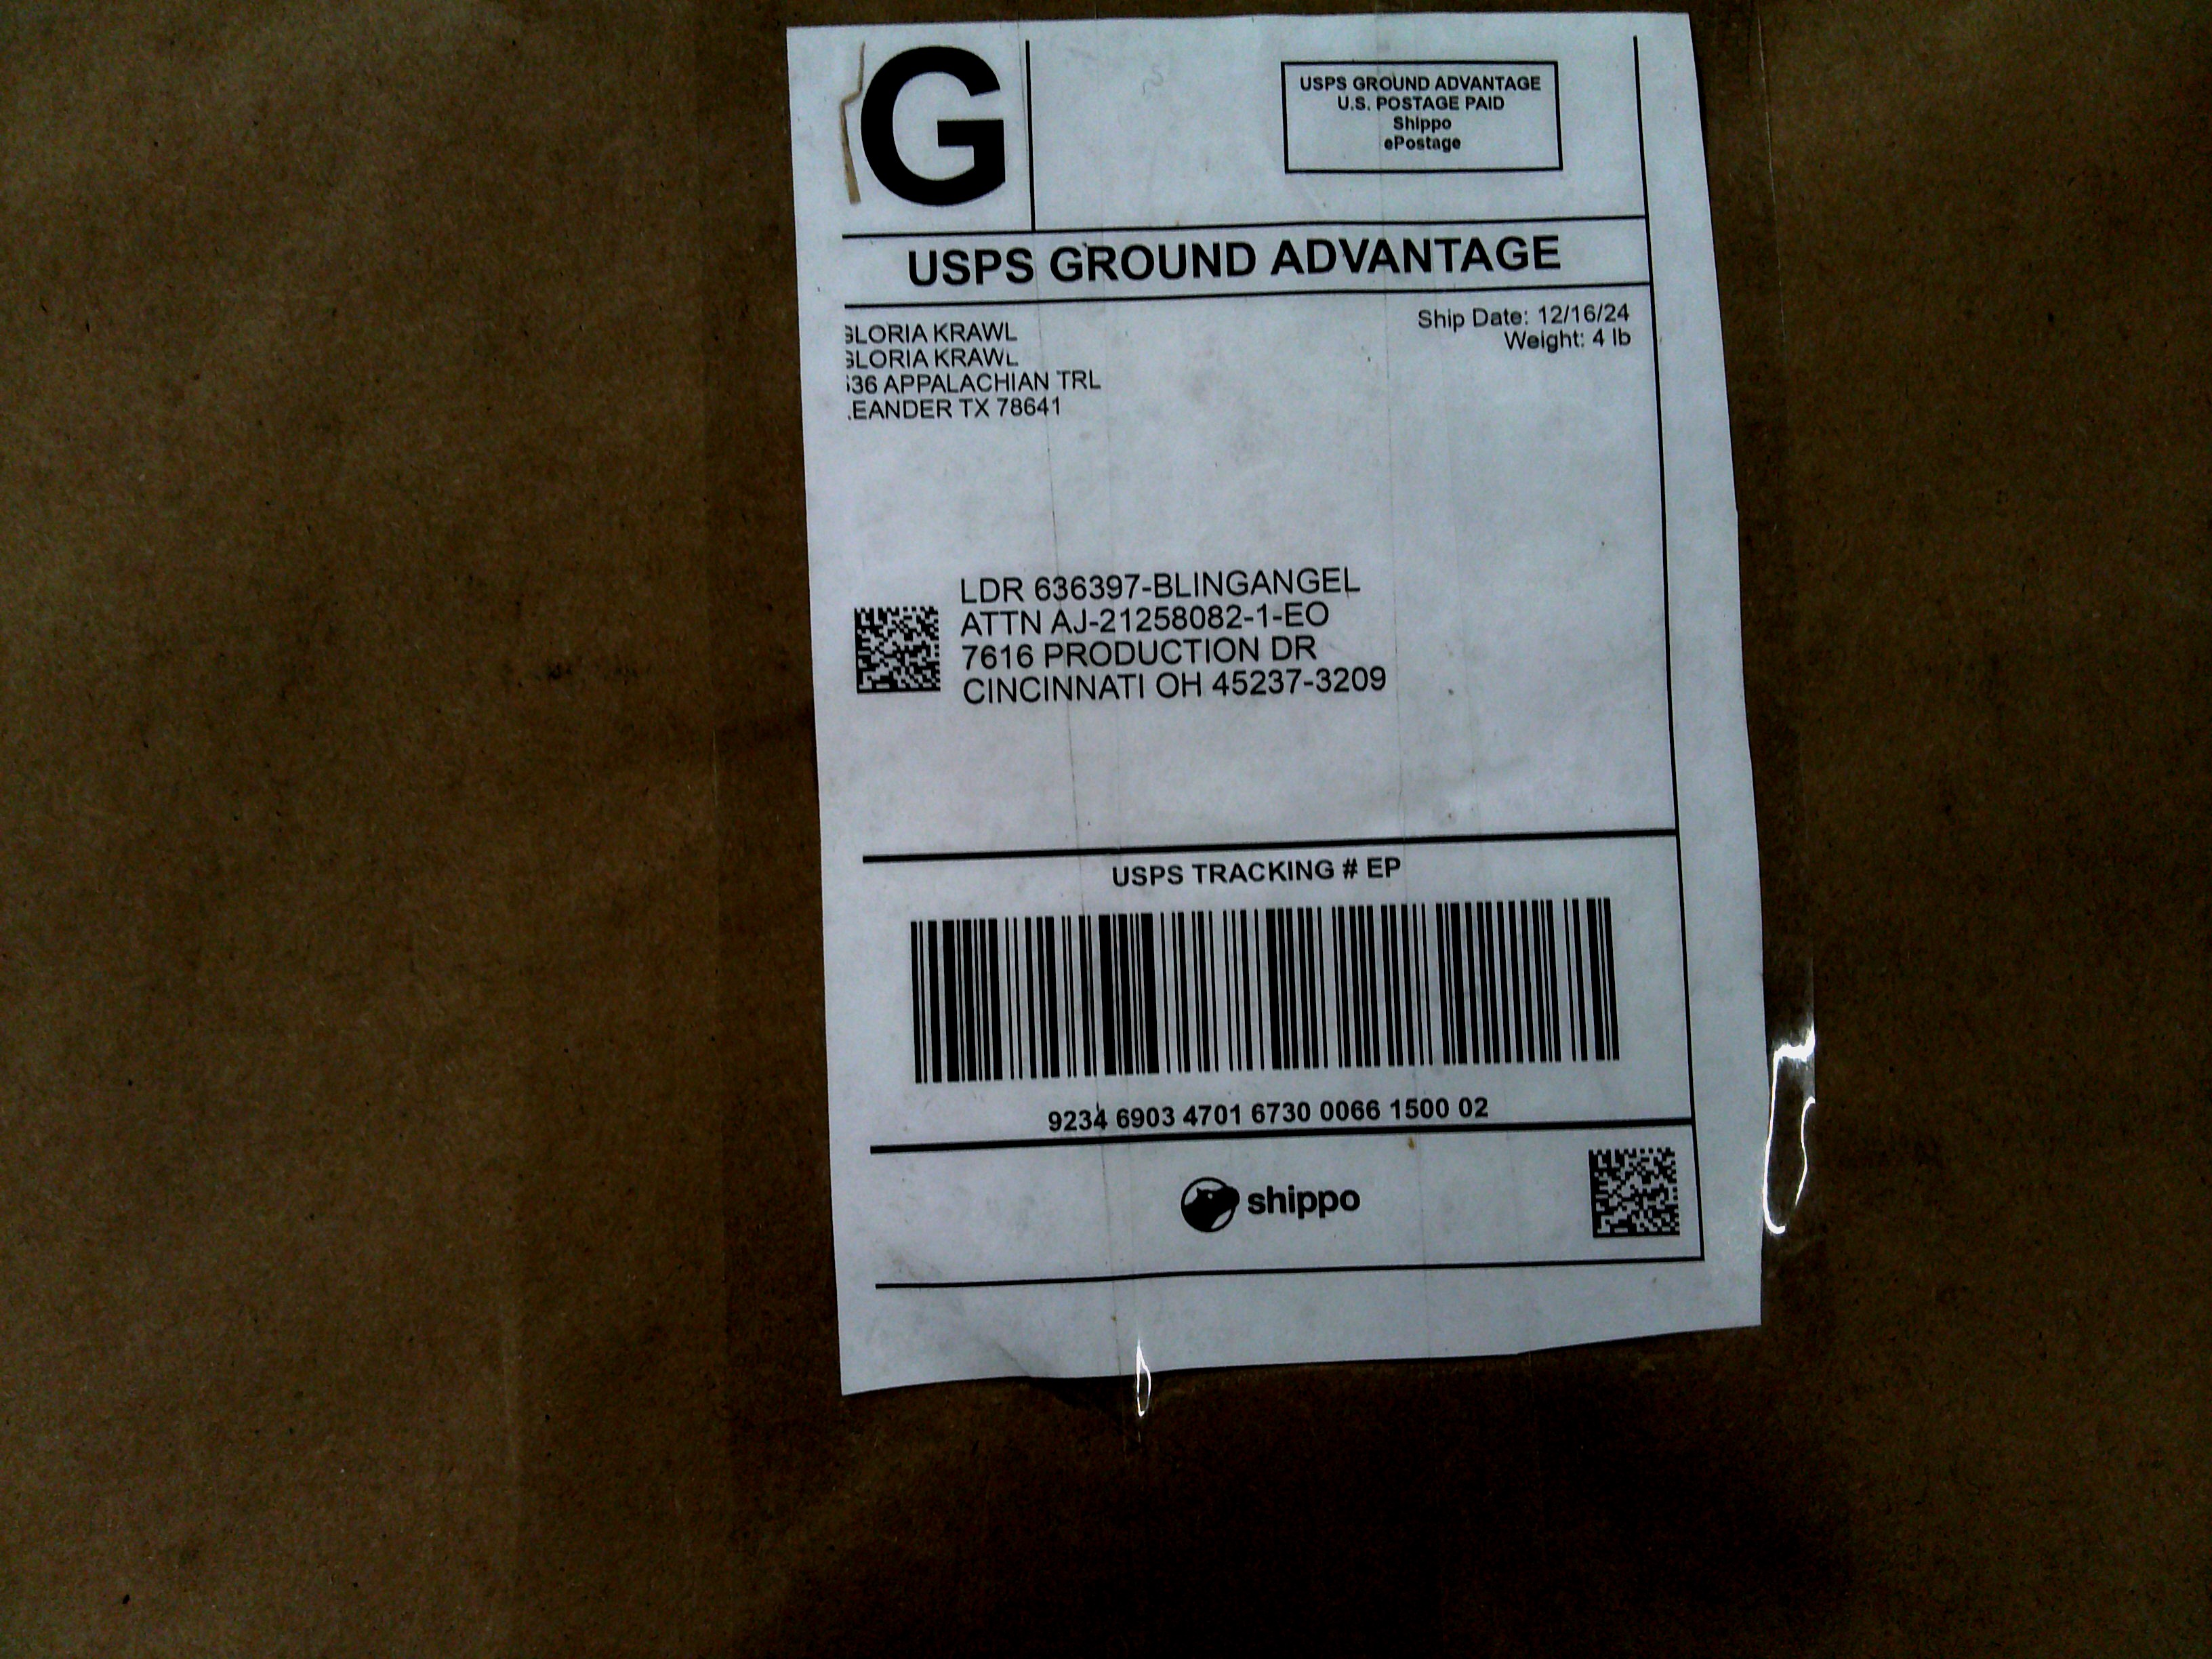 G
USPS GROUND ADVANTAGE
U.S. POSTAGE PAID
Shippo
ePostage
USPS GROUND ADVANTAGE
Ship Date: 12/16/24
Weight: 4 lb
GLORIA KRAWL
GLORIA KRAWL
36 APPALACHIAN TRL
LEANDER TX 78641
LDR 636397-BLINGANGEL
ATTN AJ-21258082-1-EO
7616 PRODUCTION DR
CINCINNATI OH 45237-3209
USPS TRACKING # EP
9234 6903 4701 6730 0066 1500 02
shippo